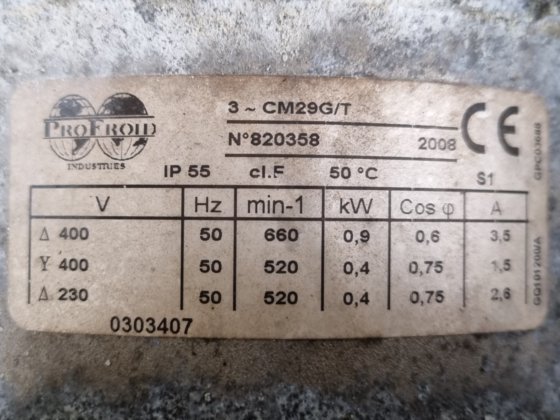 PROFROID
INDUSTRIES
3 ~ CM29G/T
N°820358 2008
CE
IP 55 cl.F 50 °C S1
V Hz min-1 kW Cos φ A
Δ 400 50 660 0,9 0,6 3,5
Y 400 50 520 0,4 0,75 1,5
Δ 230 50 520 0,4 0,75 2,6
0303407